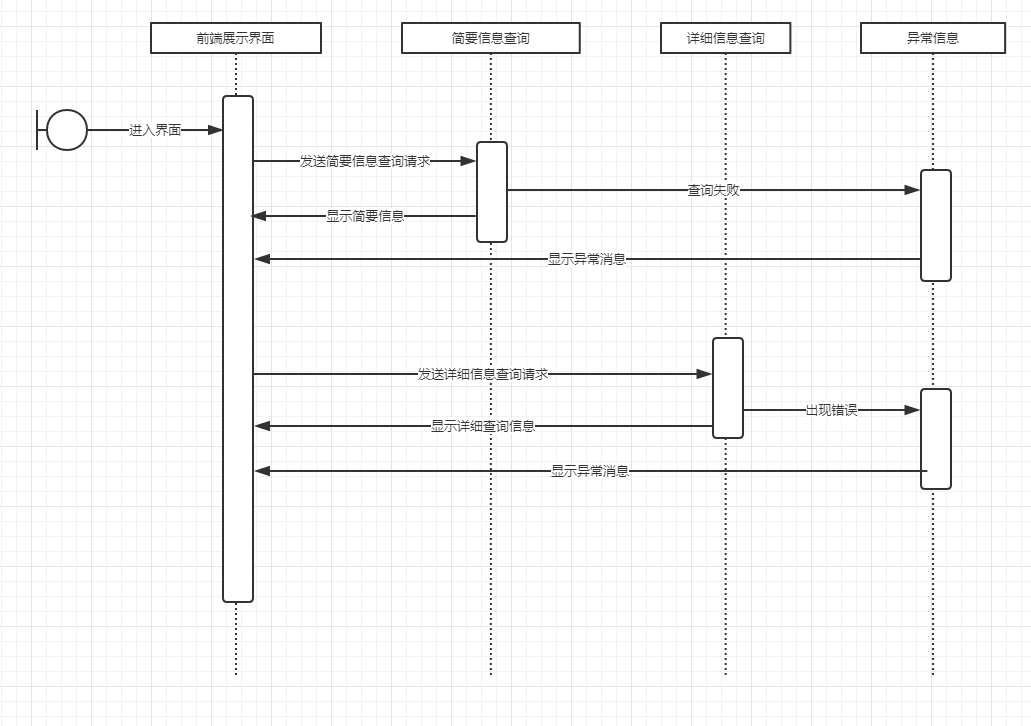 前端展示界面
简要信息查询
详细信息查询
异常信息
进入界面
发送简要信息查询请求
查询失败
显示简要信息
显示异常消息
发送详细信息查询请求
出现错误
显示详细查询信息
显示异常消息